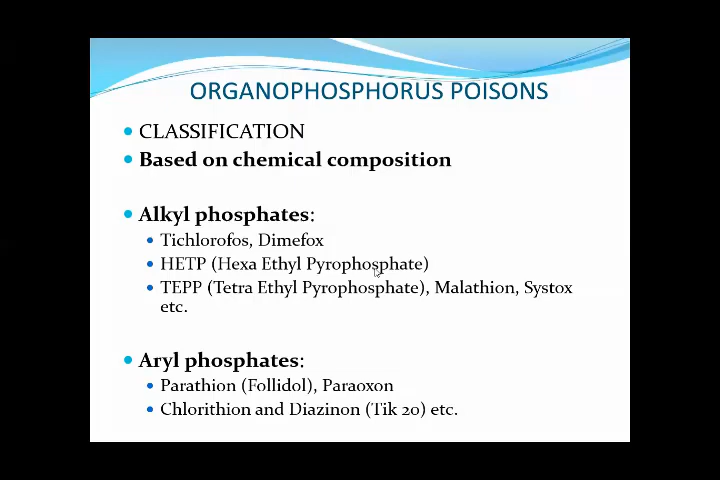 ORGANOPHOSPHORUS POISONS
CLASSIFICATION
Based on chemical composition
Alkyl phosphates:
Tichlorofos, Dimefox
HETP (Hexa Ethyl Pyrophosphate)
TEPP (Tetra Ethyl Pyrophosphate), Malathion, Systox
etc.
Aryl phosphates:
Parathion (Follidol), Paraoxon
Chlorithion and Diazinon (Tik 20) etc.